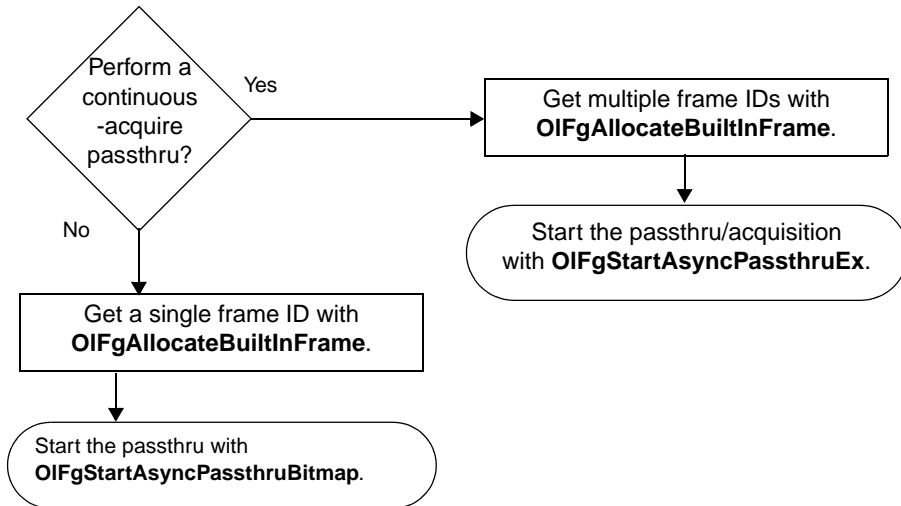 Perform a
continuous
-acquire
passthru?
Yes
Get multiple frame IDs with
OlFgAllocateBuiltInFrame.
Start the passthru/acquisition
with OlFgStartAsyncPassthruEx.
No
Get a single frame ID with
OlFgAllocateBuiltInFrame.
Start the passthru with
OlFgStartAsyncPassthruBitmap.